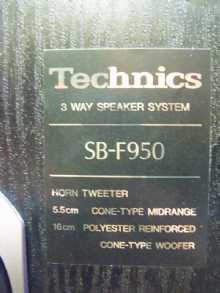 Technics
3 WAY SPEAKER SYSTEM
SB-F950
HORN TWEETER
5.5cm CONE-TYPE MIDRANGE
16cm POLYESTER REINFORCED
CONE-TYPE WOOFER